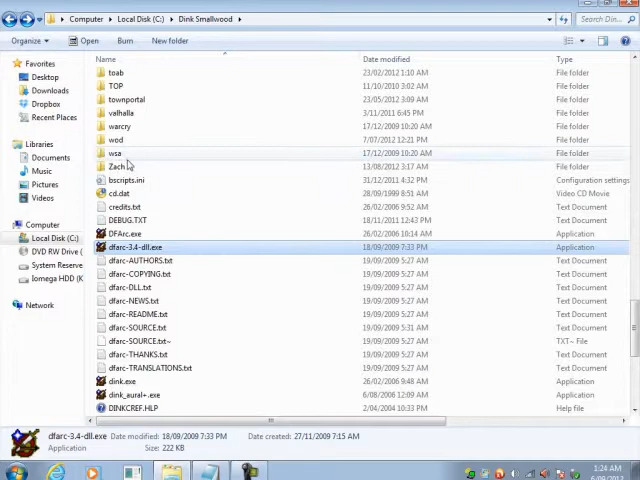 Computer ▸ Local Disk (C:) ▸ Dink Smallwood ▸
Search Din...
Organize ▾ Open Burn New folder
Name Date modified Type
toab 23/02/2012 1:10 AM File folder
TOP 11/10/2010 3:02 AM File folder
townportal 23/05/2012 3:09 AM File folder
valhalla 3/11/2011 6:45 PM File folder
warcry 17/12/2009 10:20 AM File folder
wod 7/07/2012 12:21 PM File folder
wsa 17/12/2009 10:20 AM File folder
Zach 13/08/2012 3:17 AM File folder
bscripts.ini 31/12/2011 4:32 PM Configuration settings
cd.dat 28/09/1999 8:51 AM Video CD Movie
credits.txt 26/02/2006 9:52 AM Text Document
DEBUG.TXT 18/11/2011 12:43 PM Text Document
DFArc.exe 26/02/2006 10:14 AM Application
dfarc-3.4-dll.exe 18/09/2009 7:33 PM Application
dfarc-AUTHORS.txt 19/09/2009 5:26 AM Text Document
dfarc-COPYING.txt 19/09/2009 5:26 AM Text Document
dfarc-DLL.txt 19/09/2009 5:26 AM Text Document
dfarc-NEWS.txt 19/09/2009 5:26 AM Text Document
dfarc-README.txt 19/09/2009 5:26 AM Text Document
dfarc-SOURCE.txt 19/09/2009 5:31 AM Text Document
dfarc-SOURCE.txt~ 19/09/2009 5:26 AM TXT~ File
dfarc-THANKS.txt 19/09/2009 5:26 AM Text Document
dfarc-TRANSLATIONS.txt 19/09/2009 5:26 AM Text Document
dink.exe 26/02/2006 9:48 AM Application
dink_aural+.exe 6/08/2006 12:09 AM Application
DINKCREF.HLP 2/04/2004 10:33 PM Help file
Favorites
Desktop
Downloads
Dropbox
Recent Places
Libraries
Documents
Music
Pictures
Videos
Computer
Local Disk (C:)
DVD RW Drive (
System Reserve
Iomega HDD (
Network
dfarc-3.4-dll.exe Date modified: 18/09/2009 7:33 PM Date created: 27/11/2009 7:15 AM
Application Size: 222 KB
1:24 AM